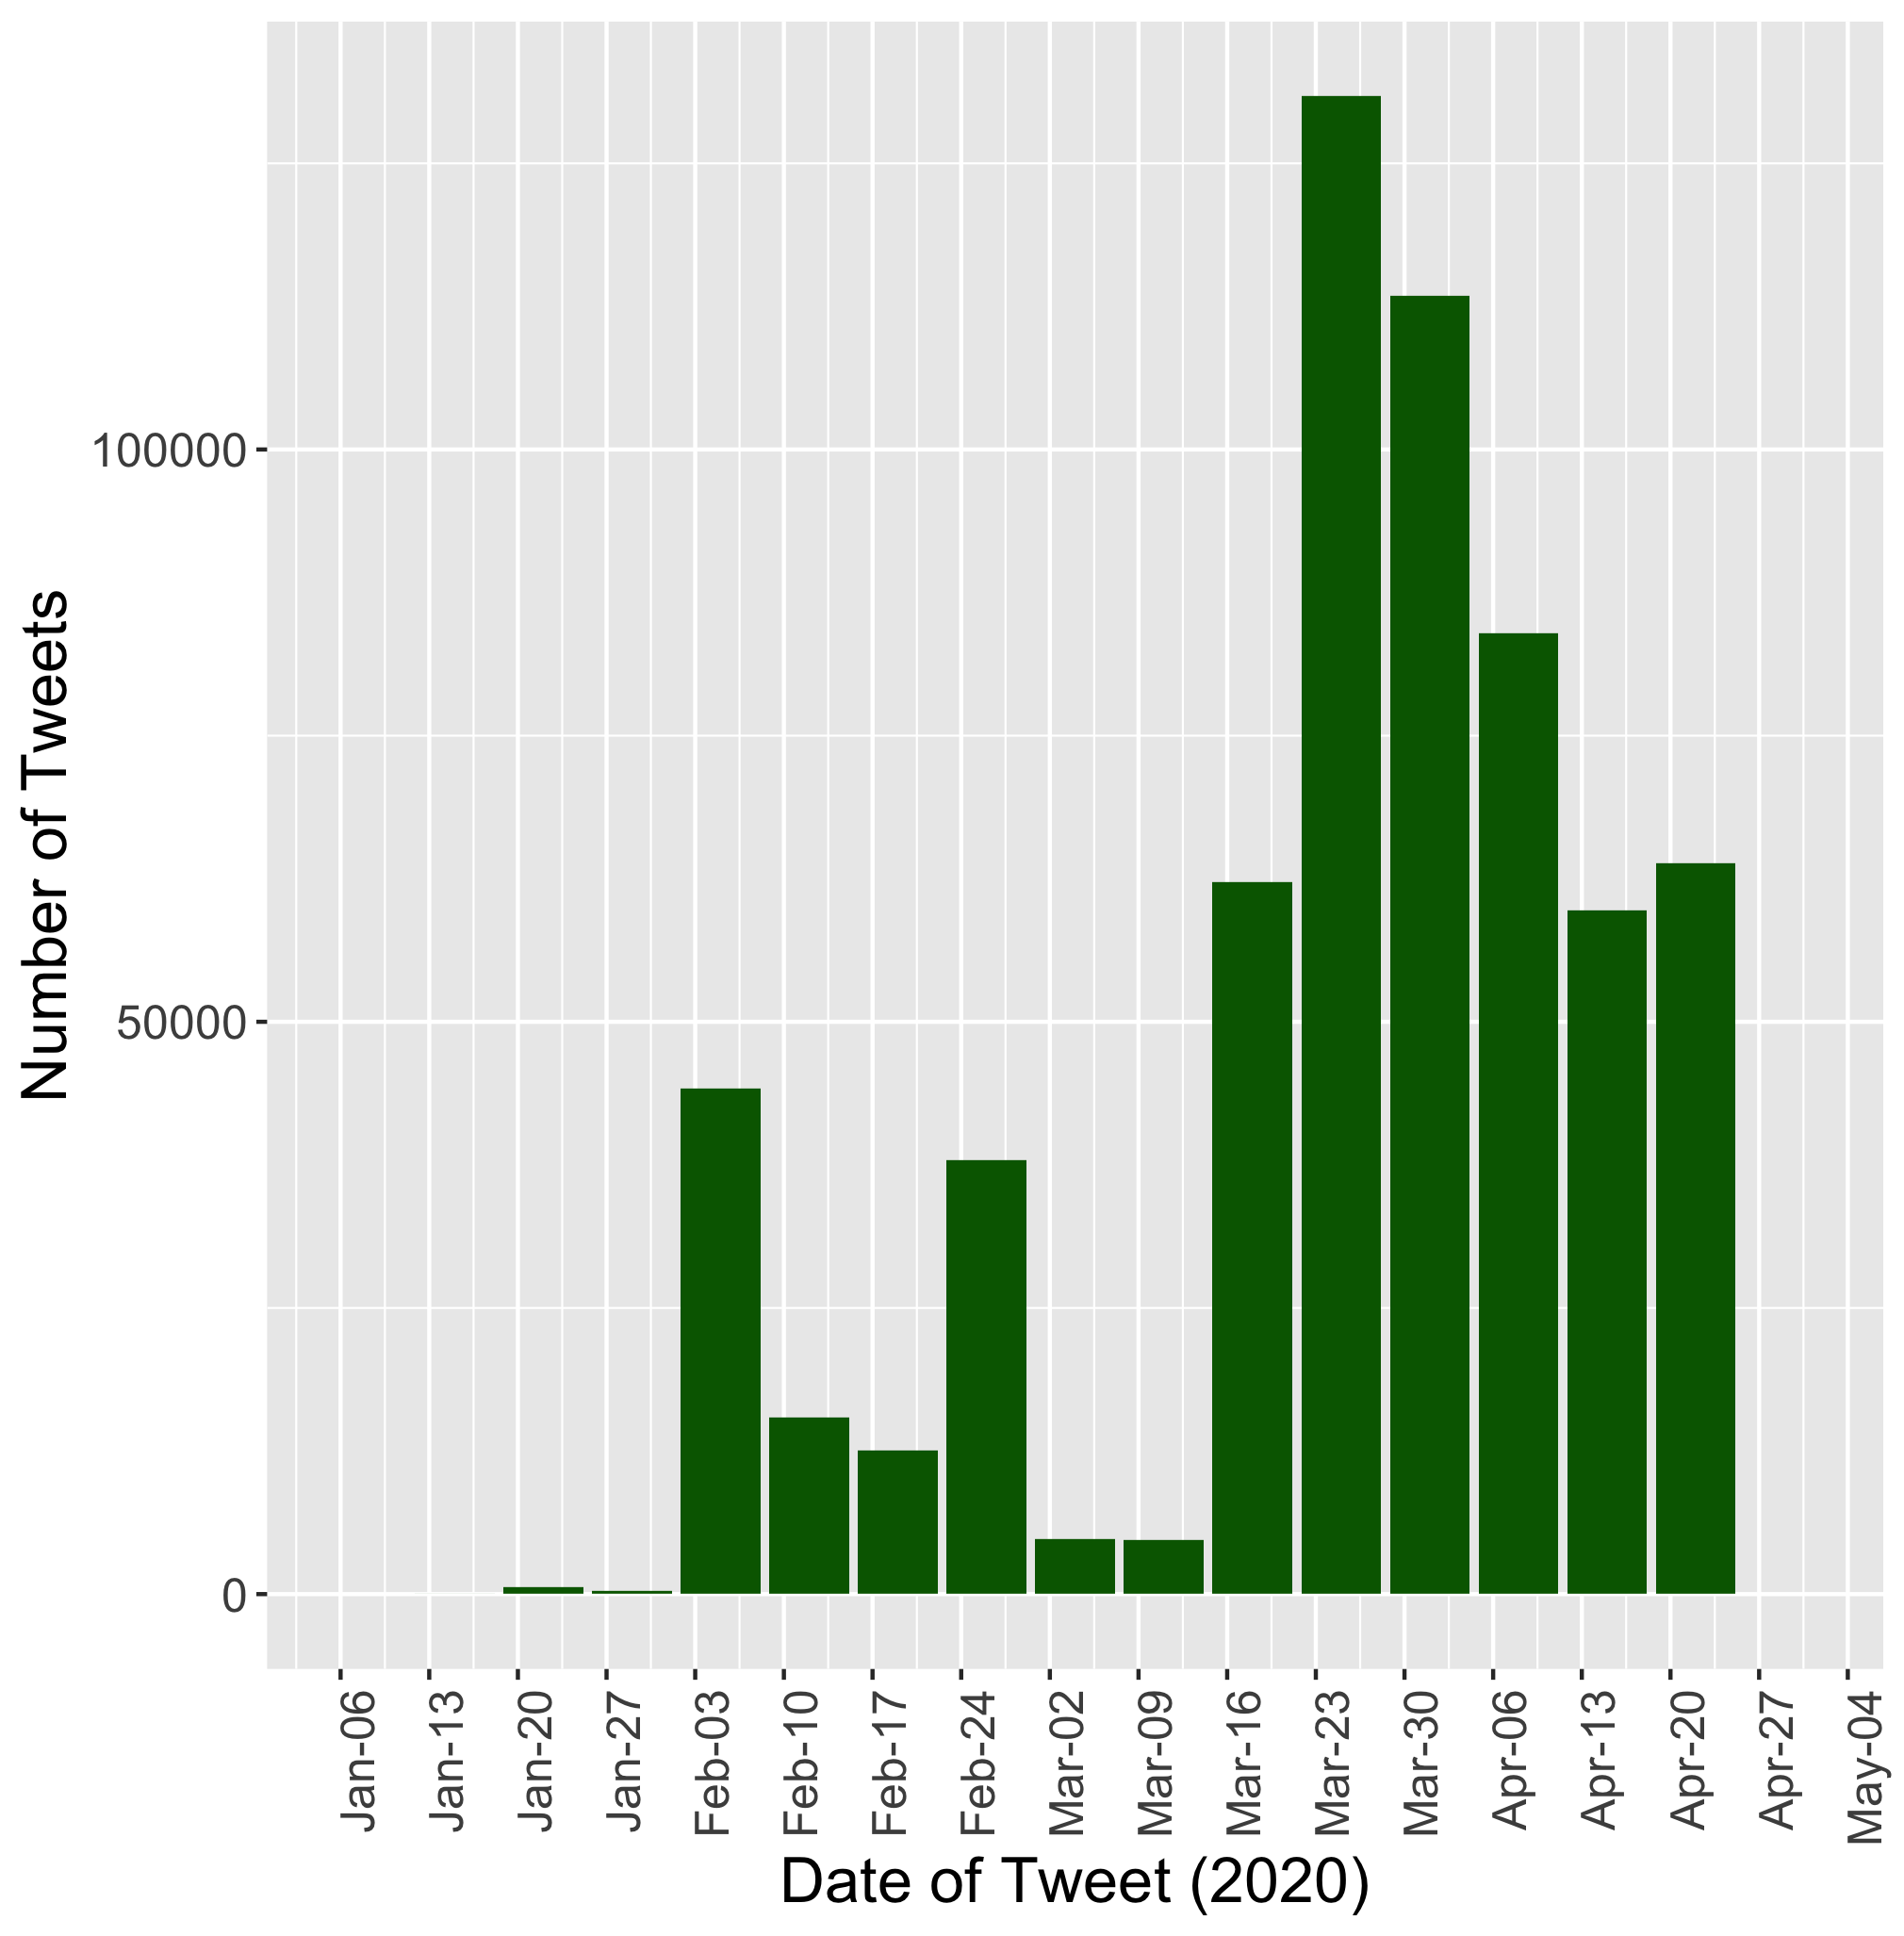 Number of Tweets
100000
50000
0
Jan-06
Jan-13
Jan-20
Jan-27
Feb-03
Feb-10
Feb-17
Feb-24
Mar-02
Mar-09
Mar-16
Mar-23
Mar-30
Apr-06
Apr-13
Apr-20
Apr-27
May-04
Date of Tweet (2020)